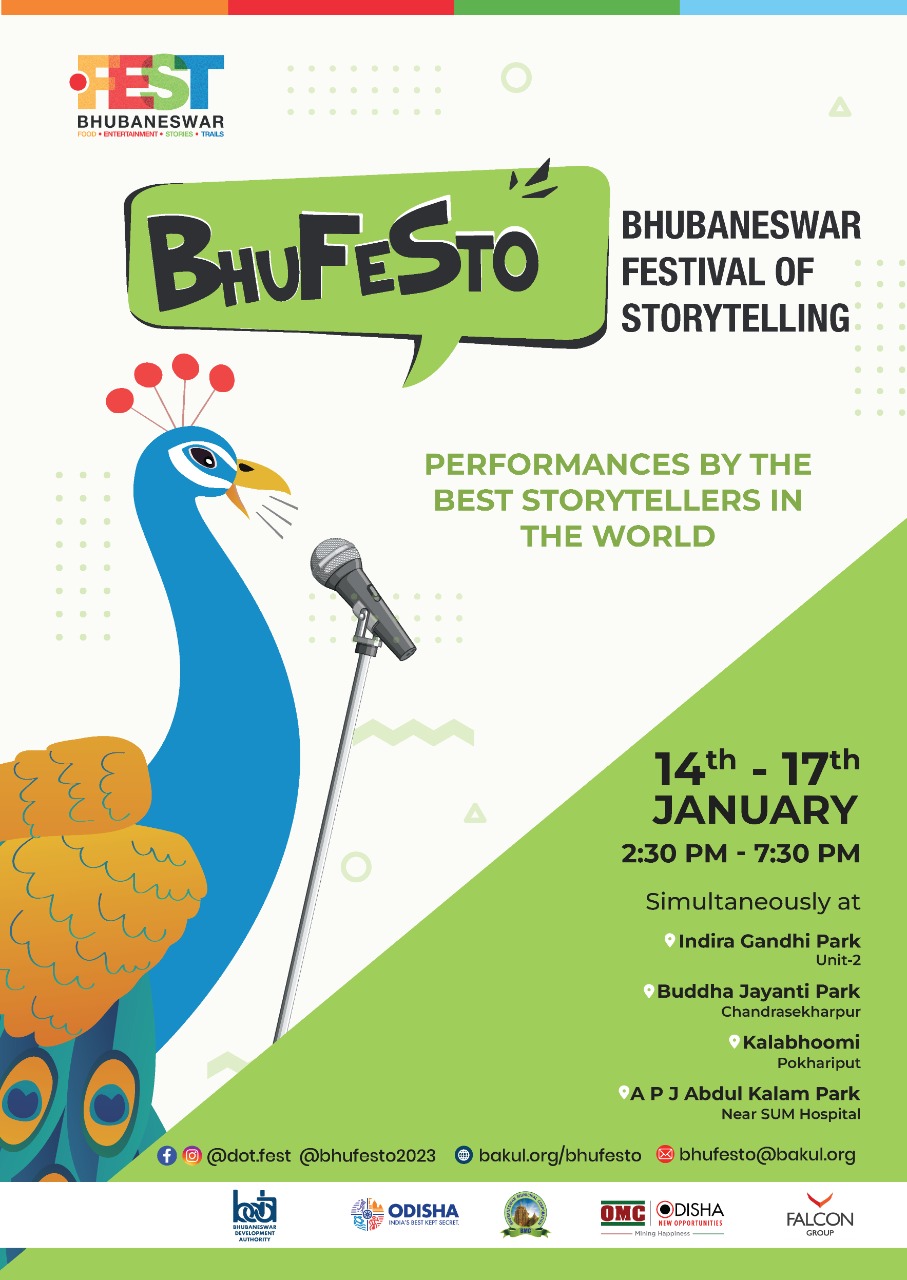 FEST
BHUBANESWAR
FOOD • ENTERTAINMENT • STORIES • TRAILS
BHUFESTO
BHUBANESWAR
FESTIVAL OF
STORYTELLING
PERFORMANCES BY THE
BEST STORYTELLERS IN
THE WORLD
14th - 17th
JANUARY
2:30 PM - 7:30 PM
Simultaneously at
Indira Gandhi Park
Unit-2
Buddha Jayanti Park
Chandrasekharpur
Kalabhoomi
Pokhariput
A P J Abdul Kalam Park
Near SUM Hospital
@dot.fest @bhufesto2023 bakul.org/bhufesto bhufesto@bakul.org
bda
BHUBANESWAR
DEVELOPMENT
AUTHORITY
ODISHA
INDIA'S BEST KEPT SECRET.
BMC
OMC ODISHA
NEW OPPORTUNITIES
Mining Happiness
FALCON
GROUP